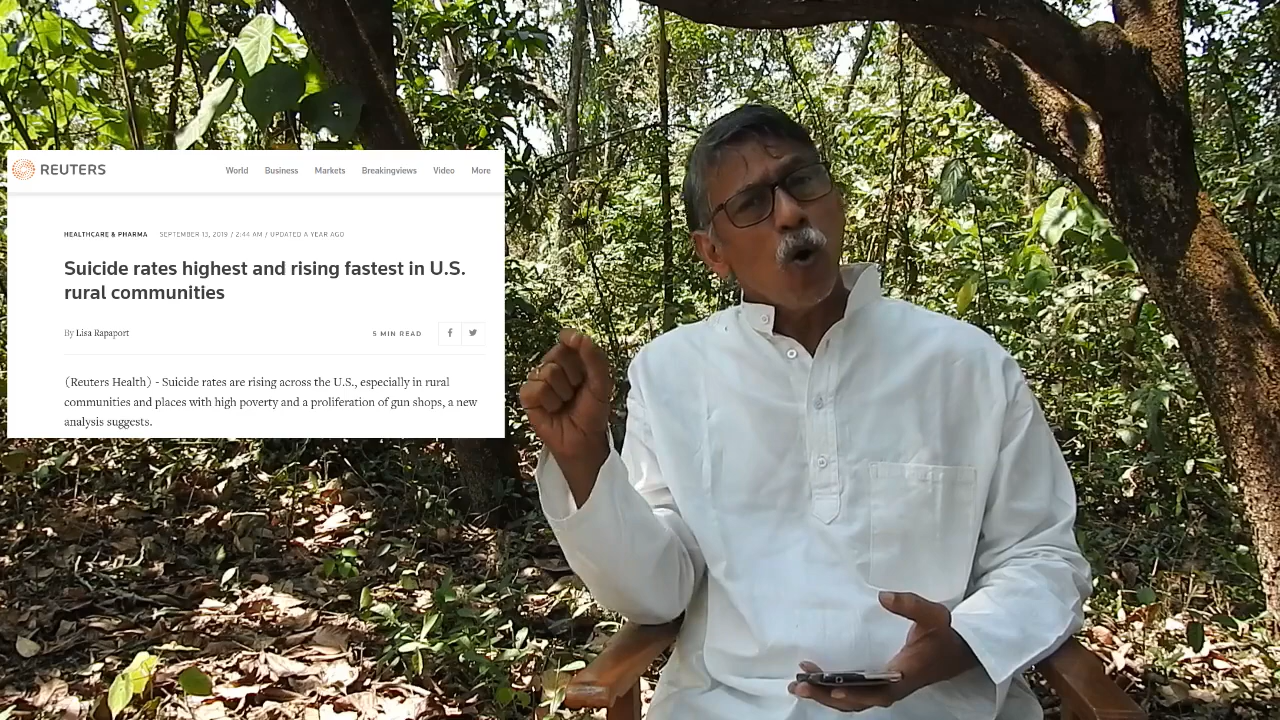 REUTERS
World Business Markets Breakingviews Video More
HEALTHCARE & PHARMA SEPTEMBER 13, 2019 / 2:44 AM / UPDATED A YEAR AGO
Suicide rates highest and rising fastest in U.S.
rural communities
By Lisa Rapaport 5 MIN READ
(Reuters Health) - Suicide rates are rising across the U.S., especially in rural
communities and places with high poverty and a proliferation of gun shops, a new
analysis suggests.